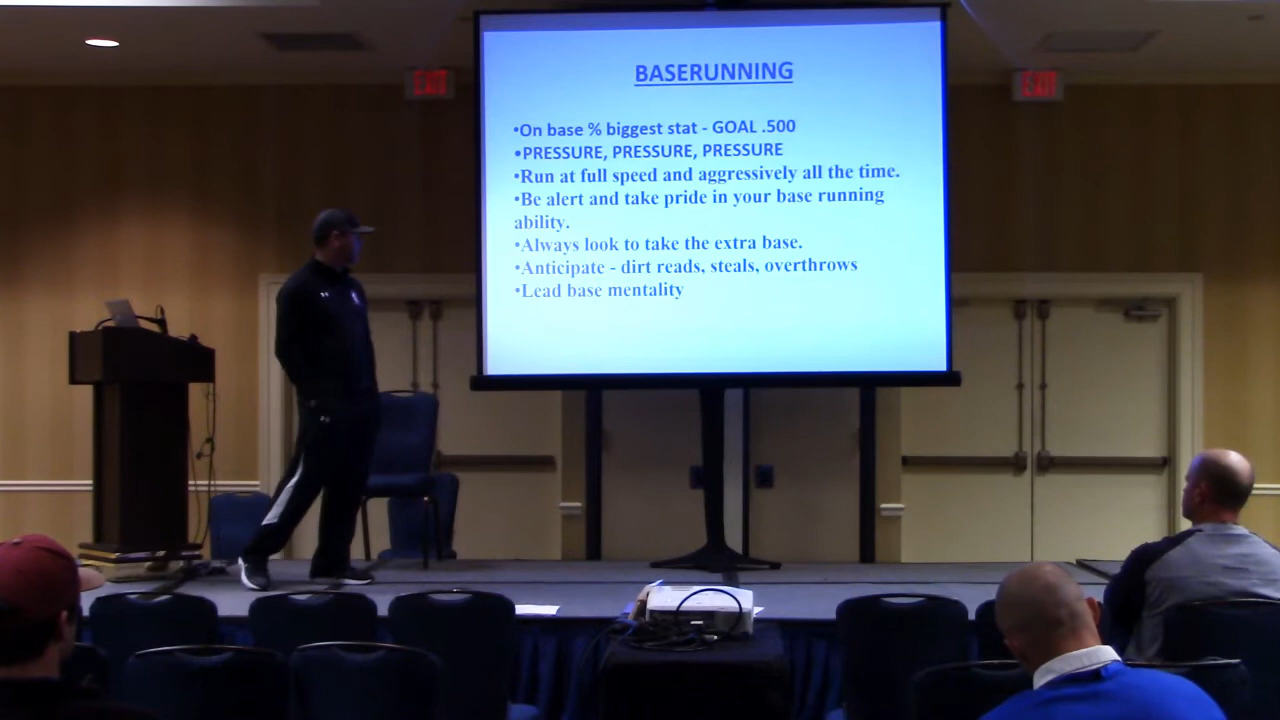 BASERUNNING
•On base % biggest stat - GOAL .500
•PRESSURE, PRESSURE, PRESSURE
•Run at full speed and aggressively all the time.
•Be alert and take pride in your base running
ability.
•Always look to take the extra base.
•Anticipate - dirt reads, steals, overthrows
•Lead base mentality
EXIT
EXIT